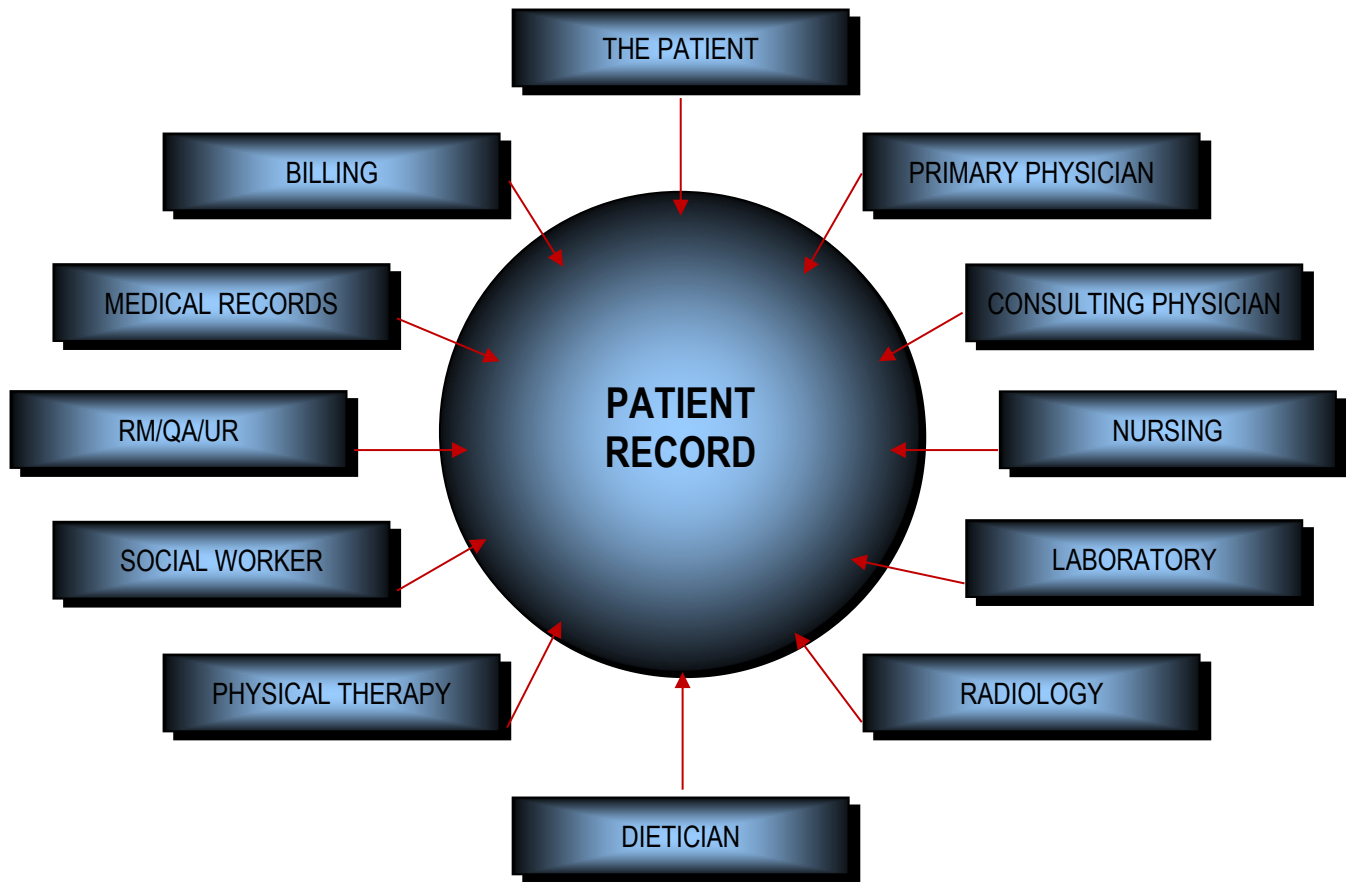 THE PATIENT
BILLING
PRIMARY PHYSICIAN
MEDICAL RECORDS
CONSULTING PHYSICIAN
PATIENT
RECORD
RM/QA/UR
NURSING
SOCIAL WORKER
LABORATORY
PHYSICAL THERAPY
RADIOLOGY
DIETICIAN